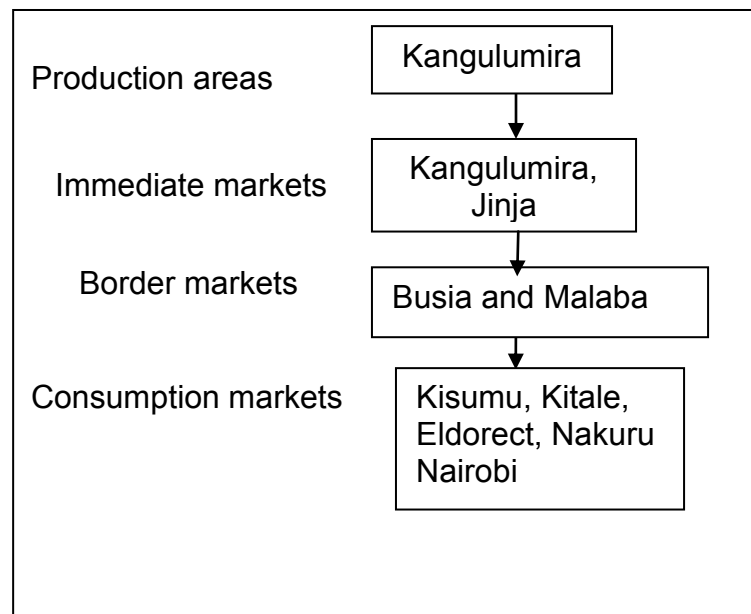 Production areas
Kangulumira
Immediate markets
Kangulumira,
Jinja
Border markets
Busia and Malaba
Consumption markets
Kisumu, Kitale,
Eldorect, Nakuru
Nairobi